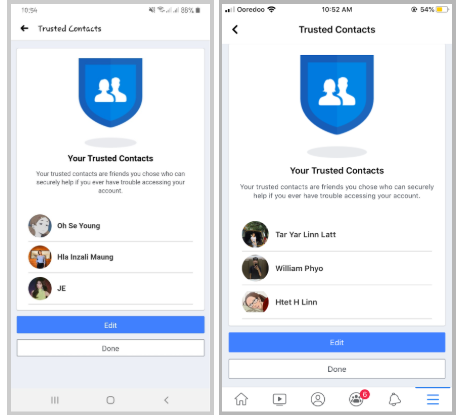 10:54
88%
Trusted Contacts
Your Trusted Contacts
Your trusted contacts are friends you chose who can
securely help if you ever have trouble accessing your
account.
Oh Se Young
Hla Inzali Maung
JE
Edit
Done
Ooredoo
10:52 AM
54%
Trusted Contacts
Your Trusted Contacts
Your trusted contacts are friends you chose who can securely
help if you ever have trouble accessing your account.
Tar Yar Linn Latt
William Phyo
Htet H Linn
Edit
Done
6